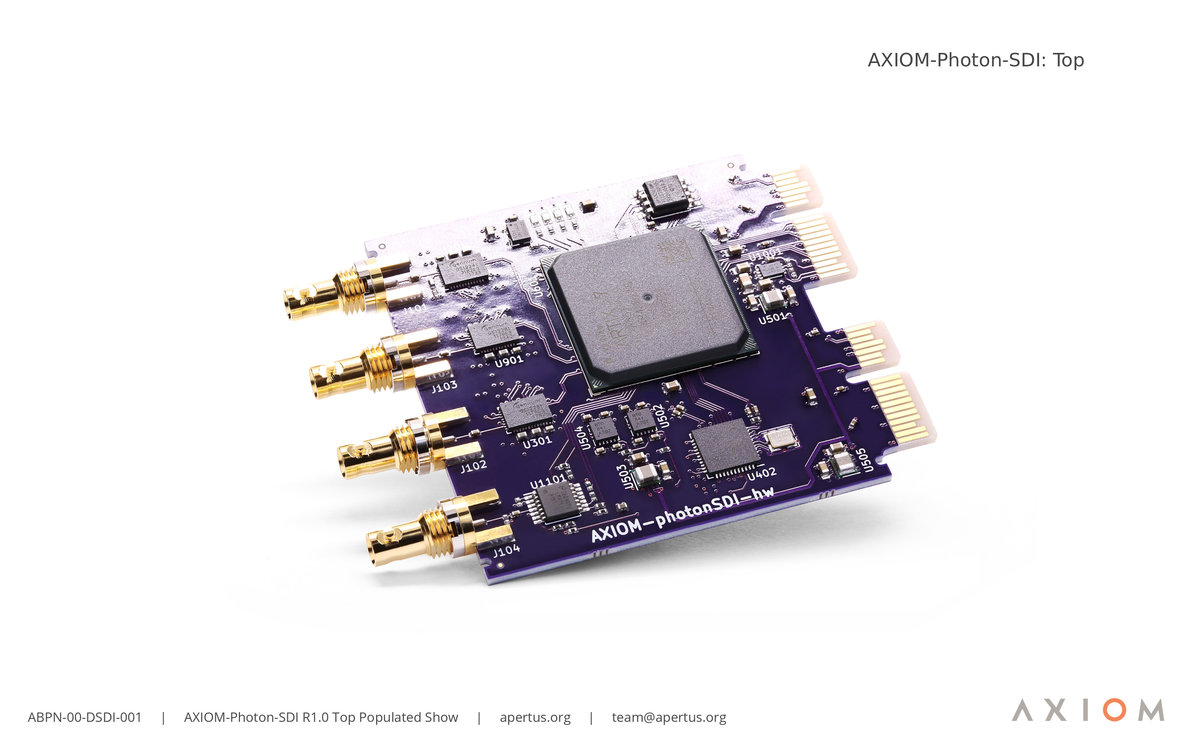 AXIOM-Photon-SDI: Top
U1001
U501
J103
U901
U502
U504
J102
U301
U503
U402
U505
U1101
AXIOM-photonSDI-hw
J104
ABPN-00-DSDI-001 | AXIOM-Photon-SDI R1.0 Top Populated Show | apertus.org | team@apertus.org
AXIOM